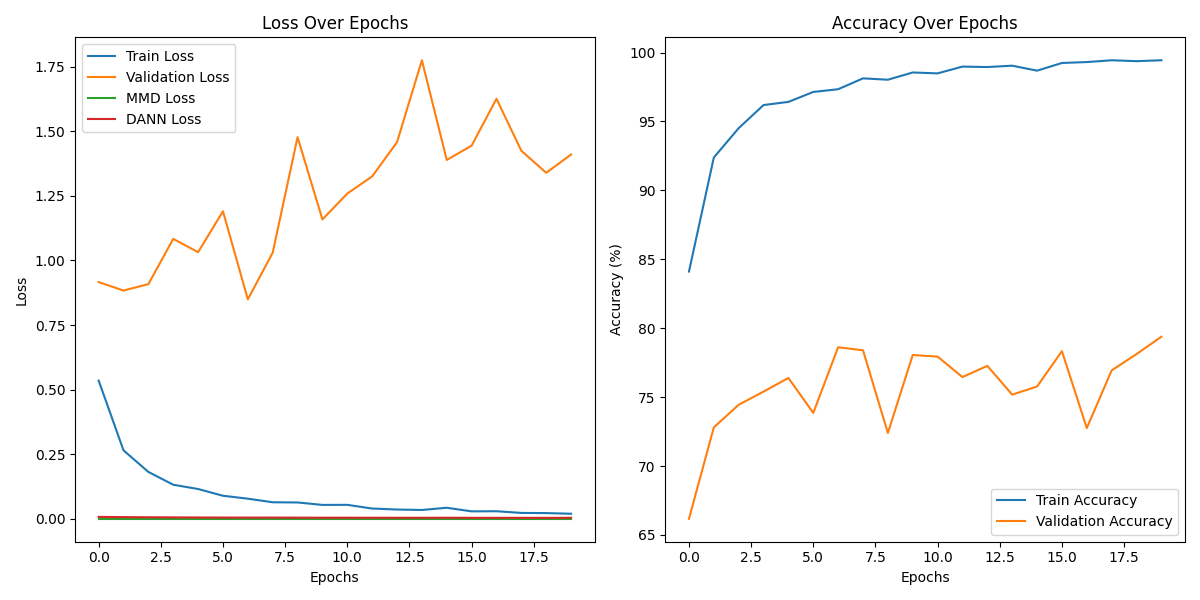 Loss Over Epochs
Train Loss
Validation Loss
MMD Loss
DANN Loss
1.75
1.50
1.25
1.00
0.75
0.50
0.25
0.00
Loss
0.0 2.5 5.0 7.5 10.0 12.5 15.0 17.5
Epochs
Accuracy Over Epochs
100
95
90
85
80
75
70
65
Accuracy (%)
Train Accuracy
Validation Accuracy
0.0 2.5 5.0 7.5 10.0 12.5 15.0 17.5
Epochs